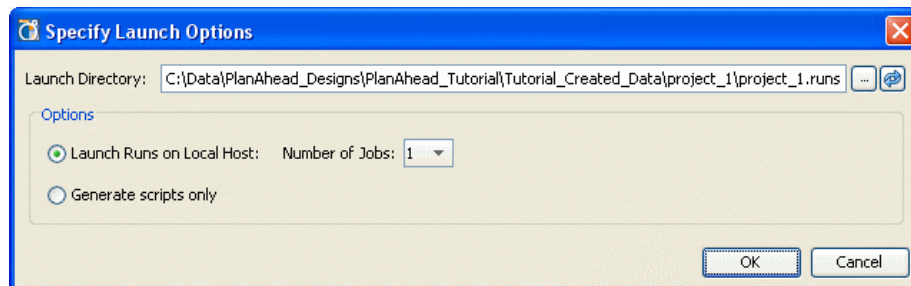 Specify Launch Options
Launch Directory: C:\Data\PlanAhead_Designs\PlanAhead_Tutorial\Tutorial_Created_Data\project_1\project_1.runs ...
Options
Launch Runs on Local Host: Number of Jobs: 1
Generate scripts only
OK Cancel